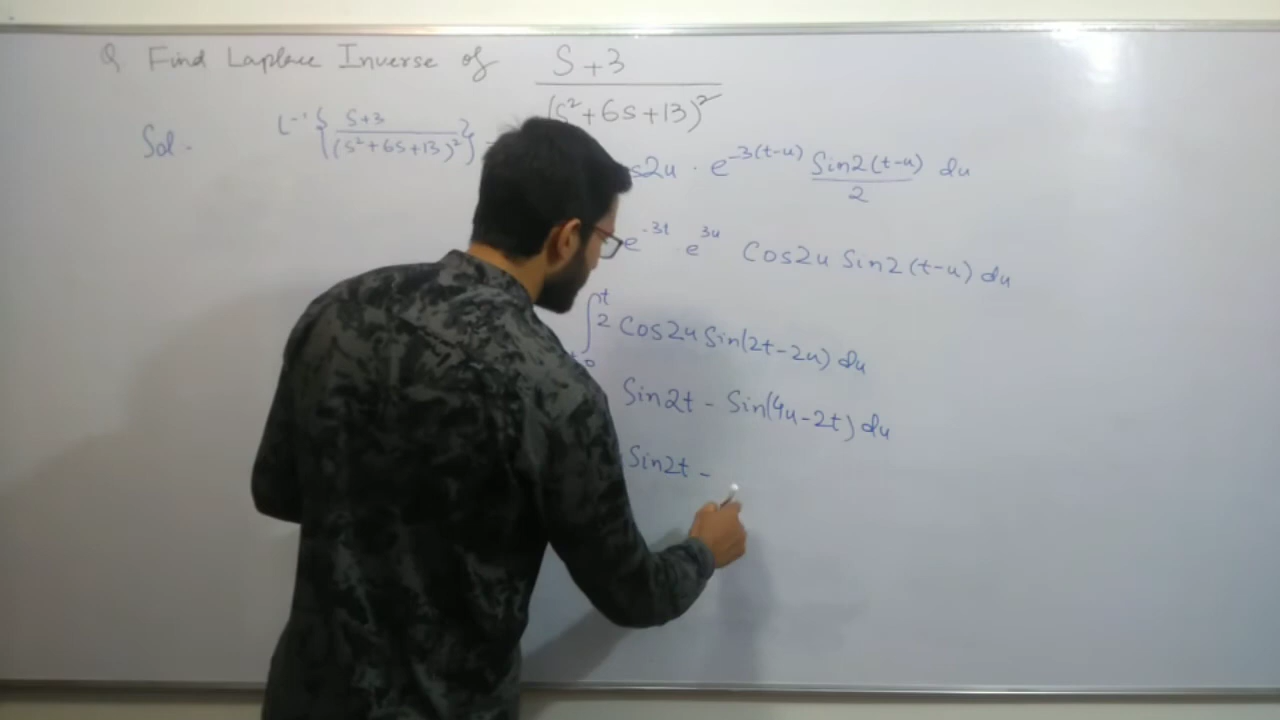 Q Find Laplace Inverse of S+3 / (S²+6S+13)²
Sol. L⁻¹{ S+3 / (S²+6S+13)² } =
s2u · e^-3(t-u) Sin2(t-u) / 2 du
e^-3t e^3u Cos2u Sin2(t-u) du
∫₀^t 2 Cos2u Sin(2t-2u) du
Sin2t - Sin(4u-2t) du
Sin2t -